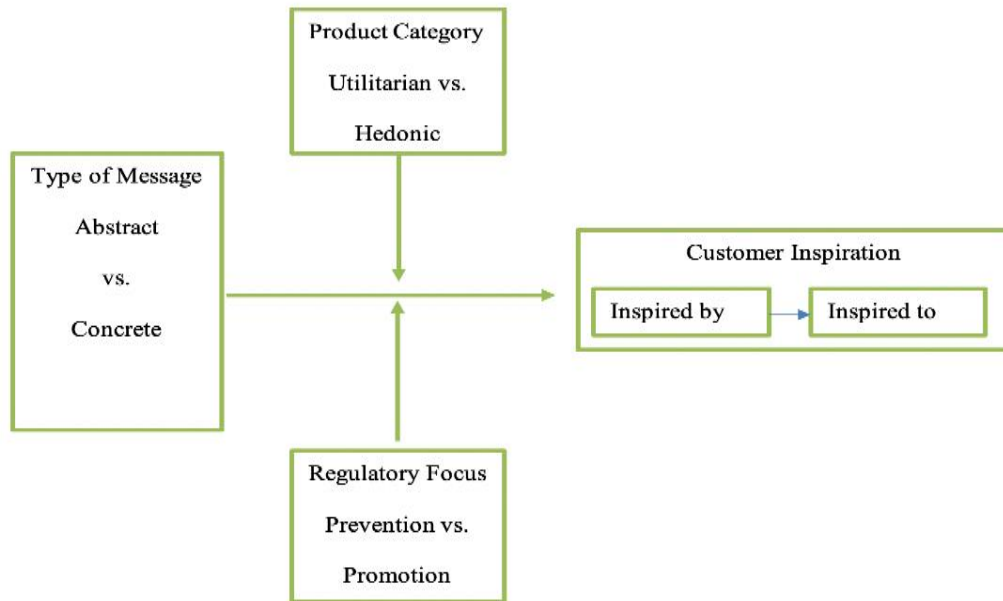 Product Category
Utilitarian vs.
Hedonic
Type of Message
Abstract
vs.
Concrete
Customer Inspiration
Inspired by
Inspired to
Regulatory Focus
Prevention vs.
Promotion